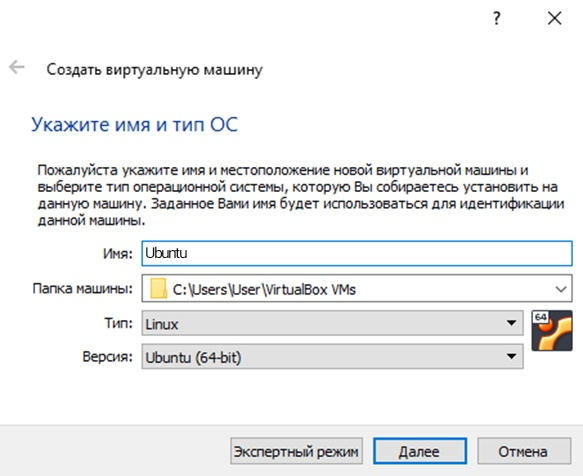 ?
Создать виртуальную машину
Укажите имя и тип ОС
Пожалуйста укажите имя и местоположение новой виртуальной машины и
выберите тип операционной системы, которую Вы собираетесь установить на
данную машину. Заданное Вами имя будет использоваться для идентификации
данной машины.
Имя: Ubuntu
Папка машины: C:\Users\User\VirtualBox VMs
Тип: Linux
64
Версия: Ubuntu (64-bit)
Экспертный режим Далее Отмена